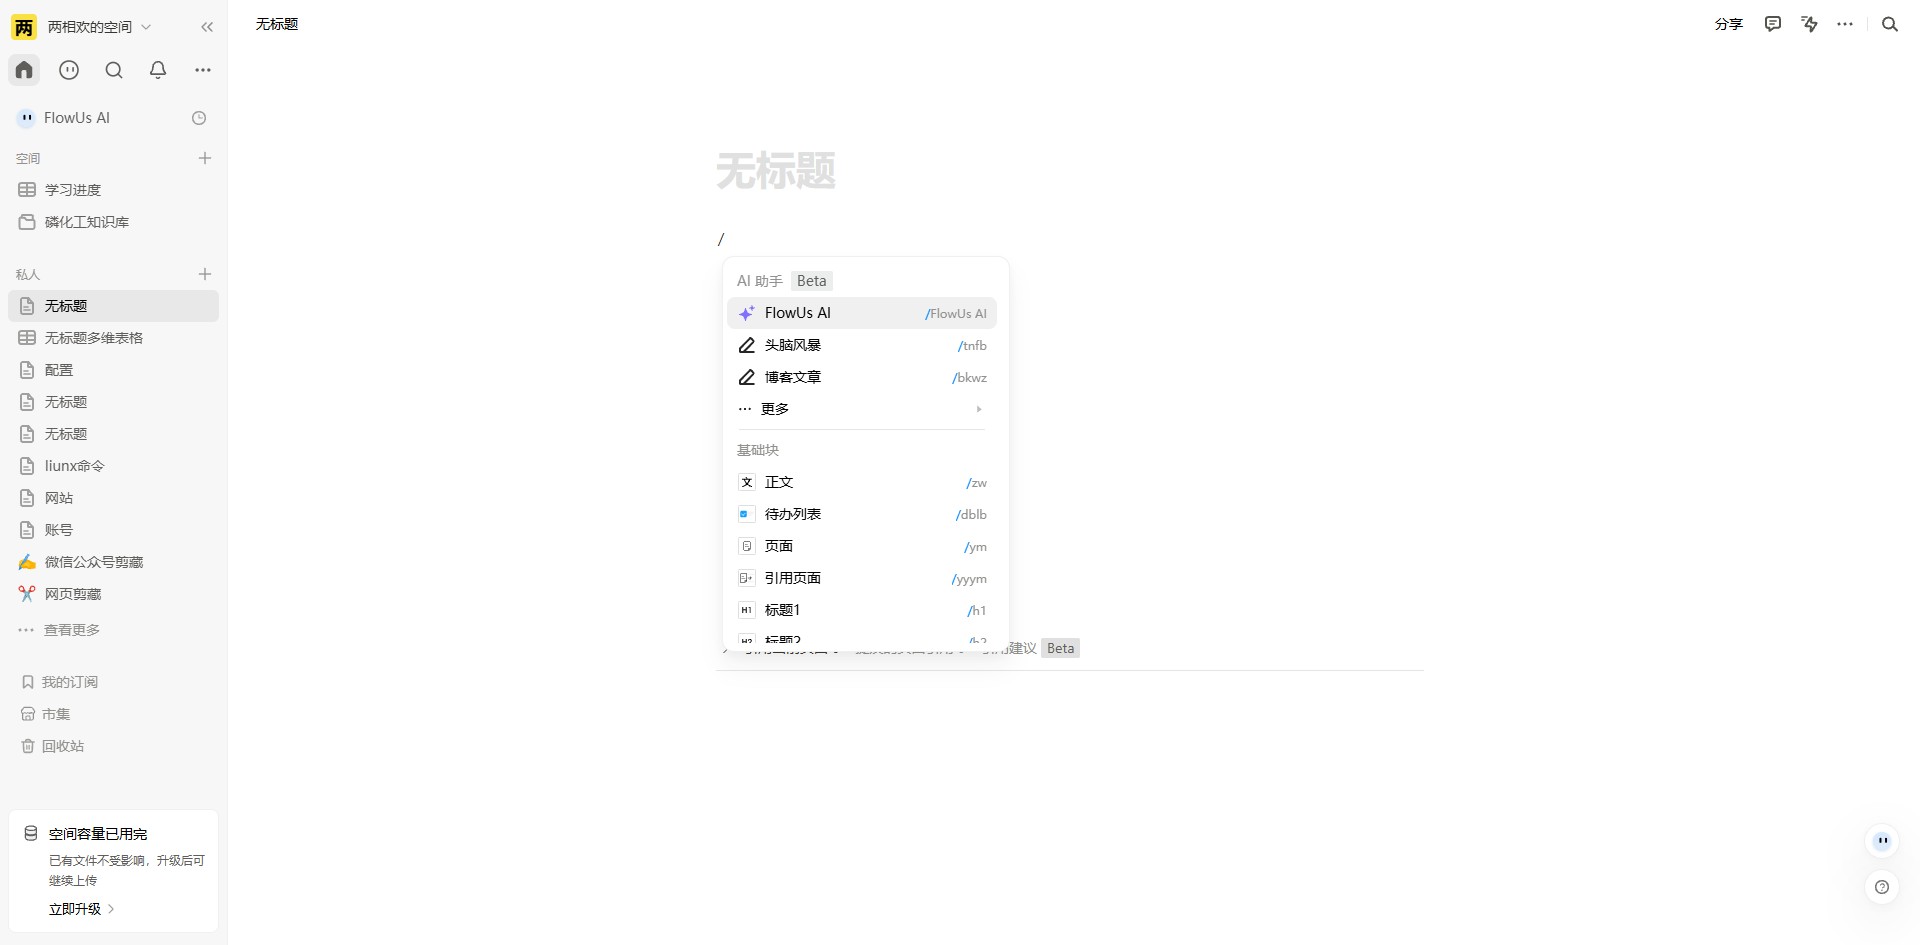 两 两相欢的空间
FlowUs AI
空间
学习进度
磷化工知识库
私人
无标题
无标题多维表格
配置
无标题
无标题
liunx命令
网站
账号
微信公众号剪藏
网页剪藏
查看更多
我的订阅
市集
回收站
空间容量已用完
已有文件不受影响，升级后可
继续上传
立即升级
无标题
分享
无标题
/
AI 助手 Beta
FlowUs AI /FlowUs AI
头脑风暴 /tnfb
博客文章 /bkwz
更多
基础块
正文 /zw
待办列表 /dblb
页面 /ym
引用页面 /yyym
H1 标题1 /h1
H2 标题2 /h2
建议 Beta